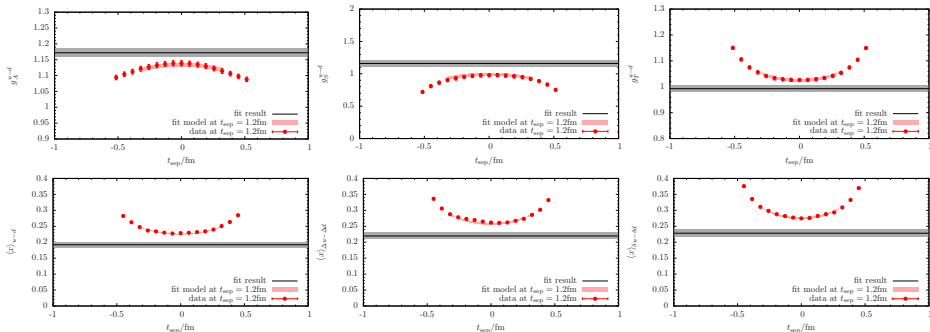 1.3
1.25
1.2
1.15
1.1
1.05
1
0.95
0.9
g_A^{u-d}
fit result
fit model at t_sep = 1.2fm
data at t_sep = 1.2fm
-1 -0.5 0 0.5 1
t_sep/fm
2
1.5
1
0.5
0
g_S^{u-d}
fit result
fit model at t_sep = 1.2fm
data at t_sep = 1.2fm
-1 -0.5 0 0.5 1
t_sep/fm
1.3
1.2
1.1
1
0.9
0.8
g_T^{u-d}
fit result
fit model at t_sep = 1.2fm
data at t_sep = 1.2fm
-1 -0.5 0 0.5 1
t_sep/fm
0.4
0.35
0.3
0.25
0.2
0.15
0.1
0.05
0
⟨x⟩_{u-d}
fit result
fit model at t_sep = 1.2fm
data at t_sep = 1.2fm
-1 -0.5 0 0.5 1
t_sep/fm
0.4
0.35
0.3
0.25
0.2
0.15
0.1
0.05
0
⟨x⟩_{Δu-Δd}
fit result
fit model at t_sep = 1.2fm
data at t_sep = 1.2fm
-1 -0.5 0 0.5 1
t_sep/fm
0.4
0.35
0.3
0.25
0.2
0.15
0.1
0.05
0
⟨x⟩_{δu-δd}
fit result
fit model at t_sep = 1.2fm
data at t_sep = 1.2fm
-1 -0.5 0 0.5 1
t_sep/fm